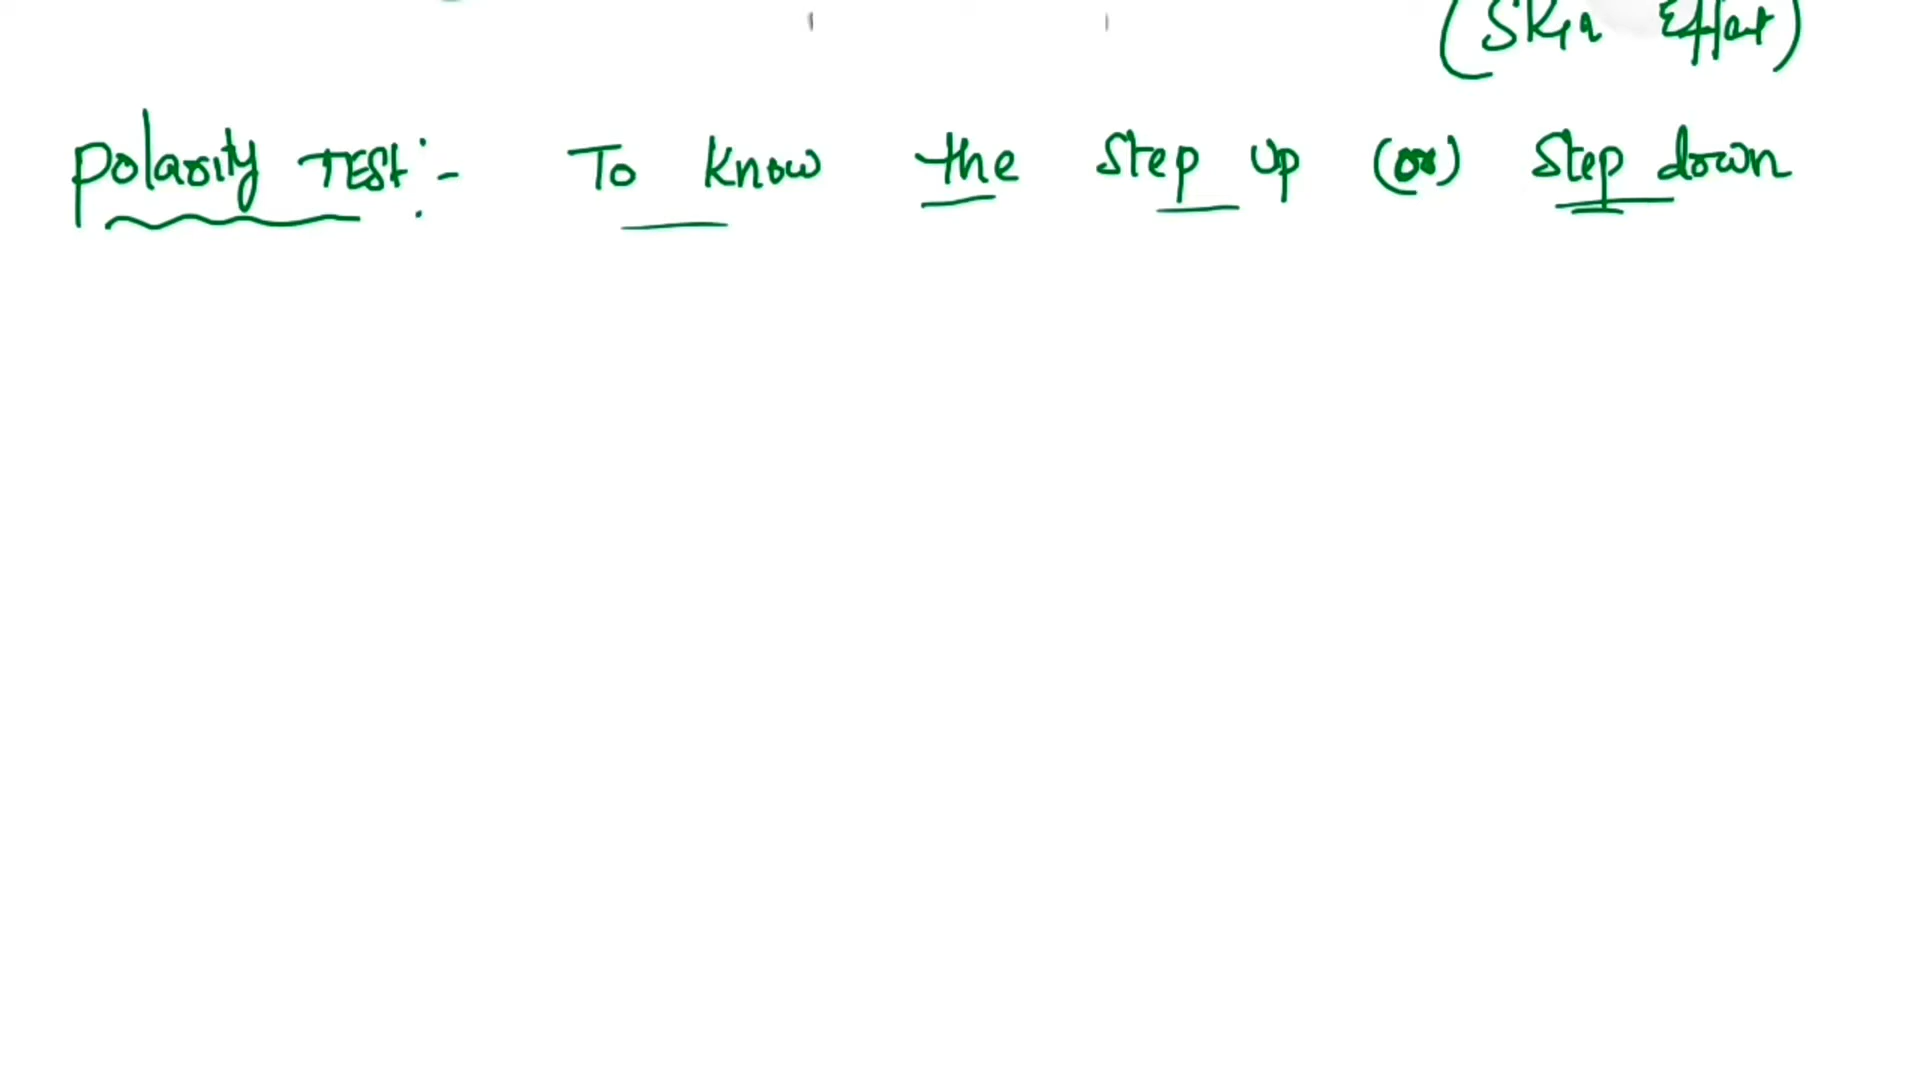 (Skin Effect)
Polarity TEST:- To know the step up (or) step down